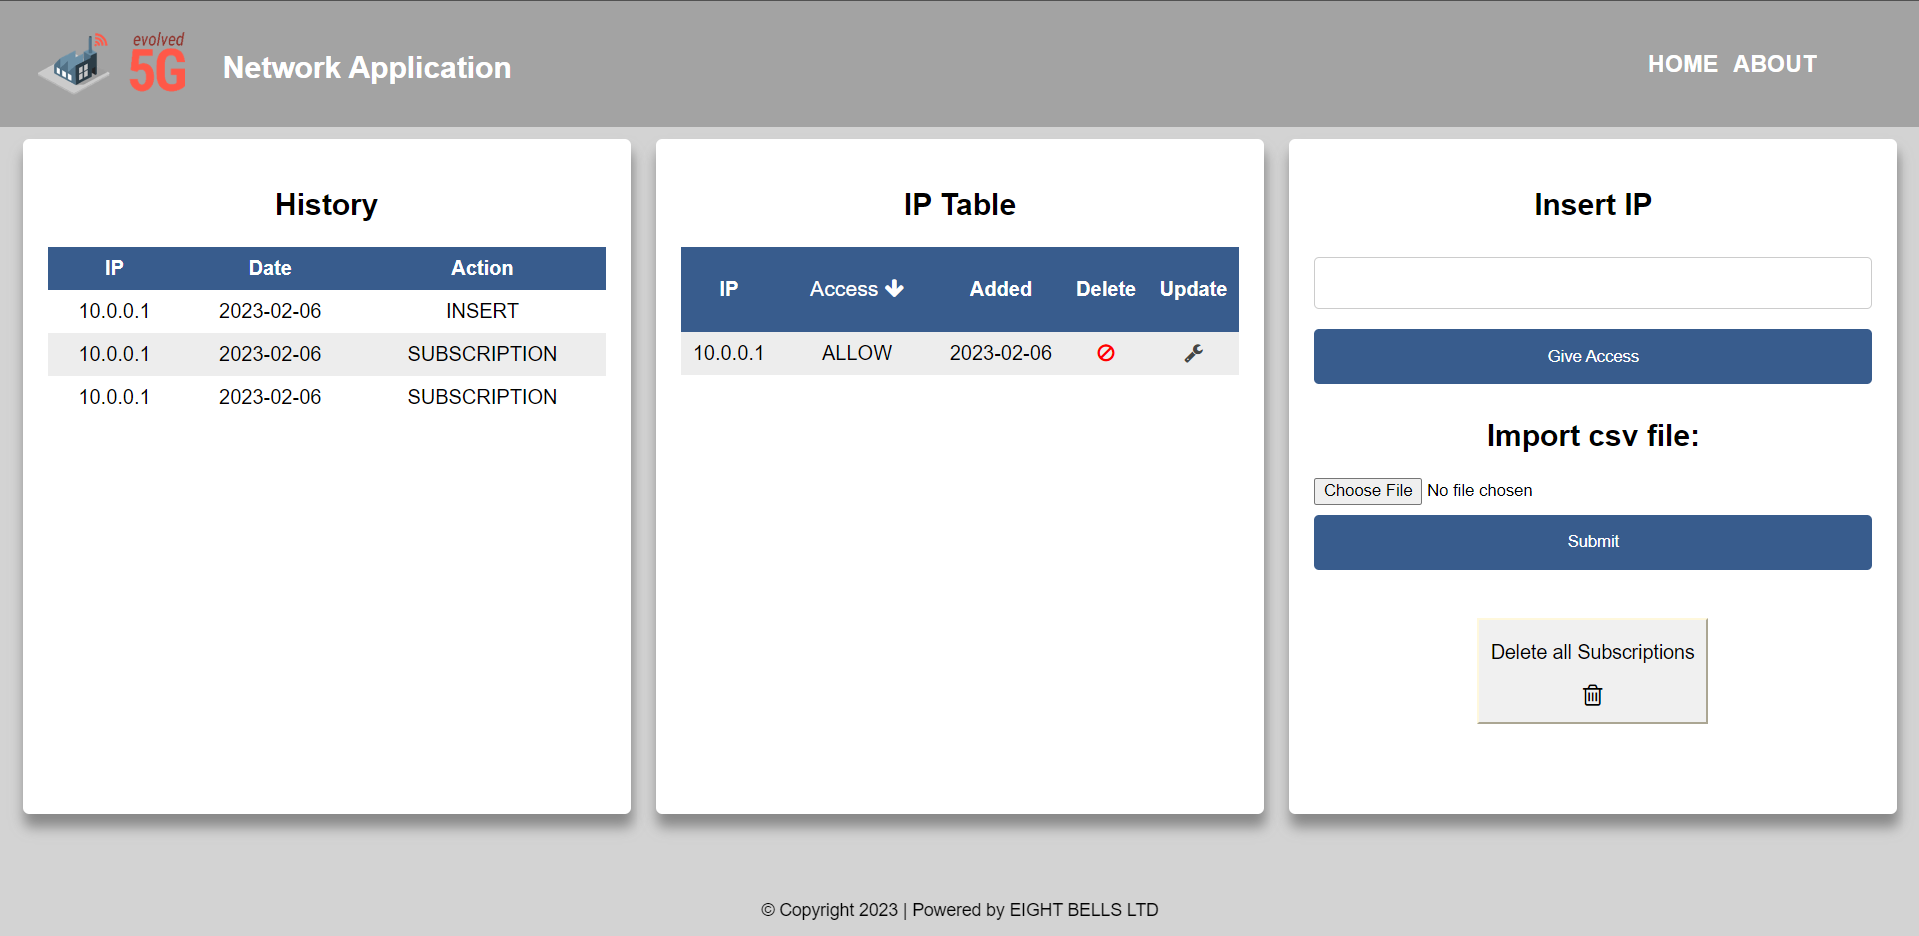 evolved
5G
Network Application
HOME ABOUT
History
IP Date Action
10.0.0.1 2023-02-06 INSERT
10.0.0.1 2023-02-06 SUBSCRIPTION
10.0.0.1 2023-02-06 SUBSCRIPTION
IP Table
IP Access Added Delete Update
10.0.0.1 ALLOW 2023-02-06
Insert IP
Give Access
Import csv file:
Choose File No file chosen
Submit
Delete all Subscriptions
© Copyright 2023 | Powered by EIGHT BELLS LTD